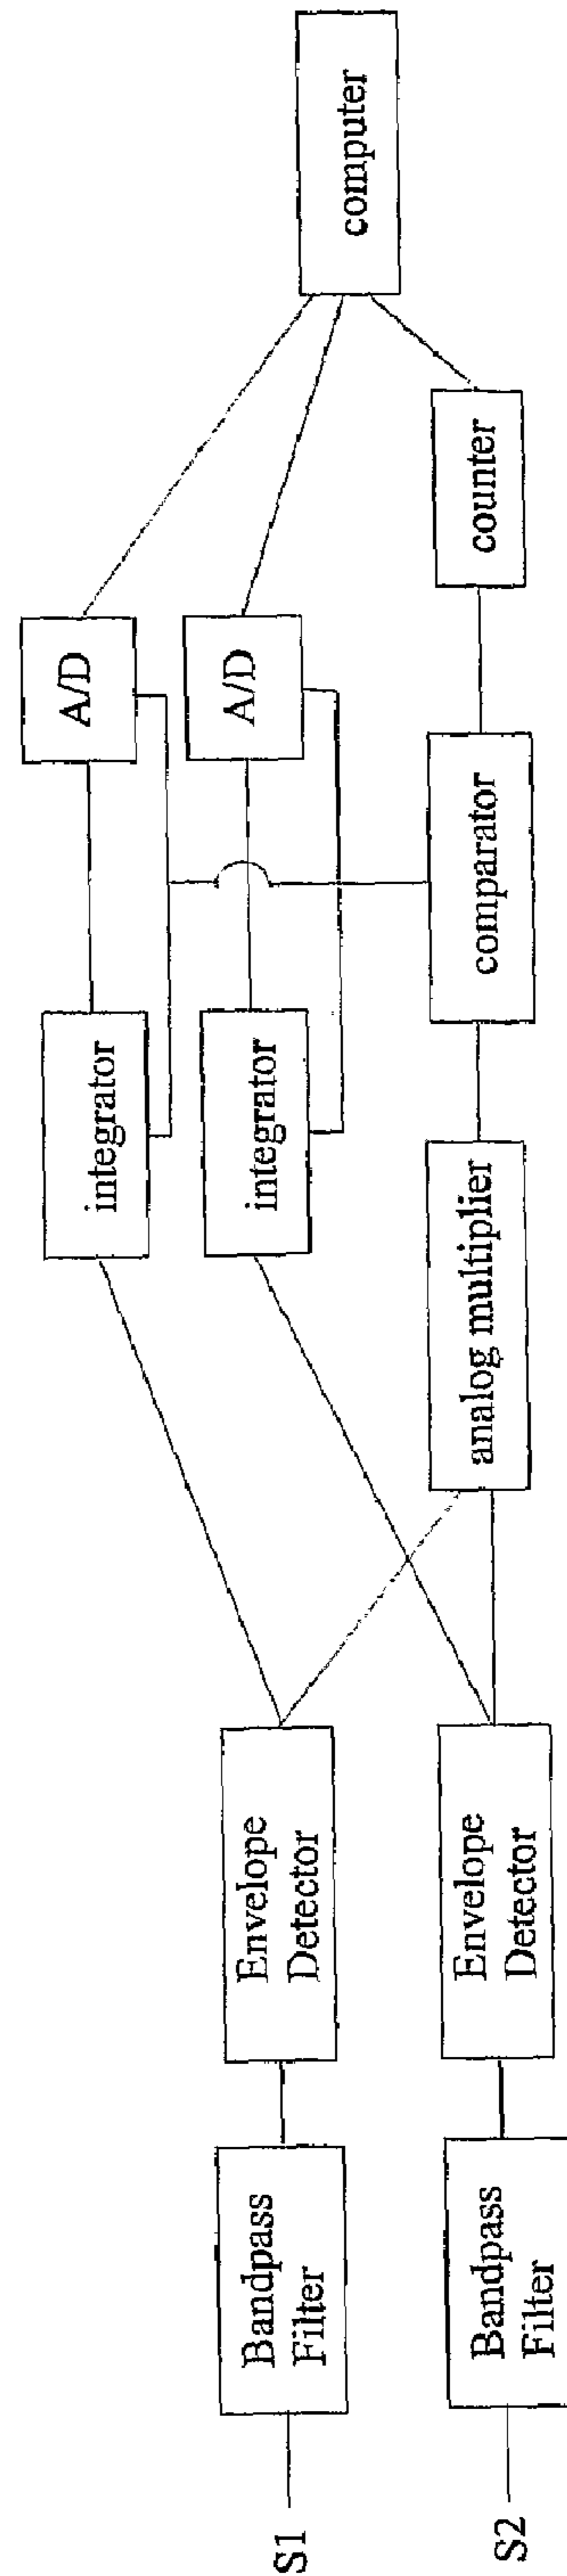 S1
Bandpass
Filter
Envelope
Detector
integrator
A/D
S2
Bandpass
Filter
Envelope
Detector
integrator
A/D
analog multiplier
comparator
counter
computer